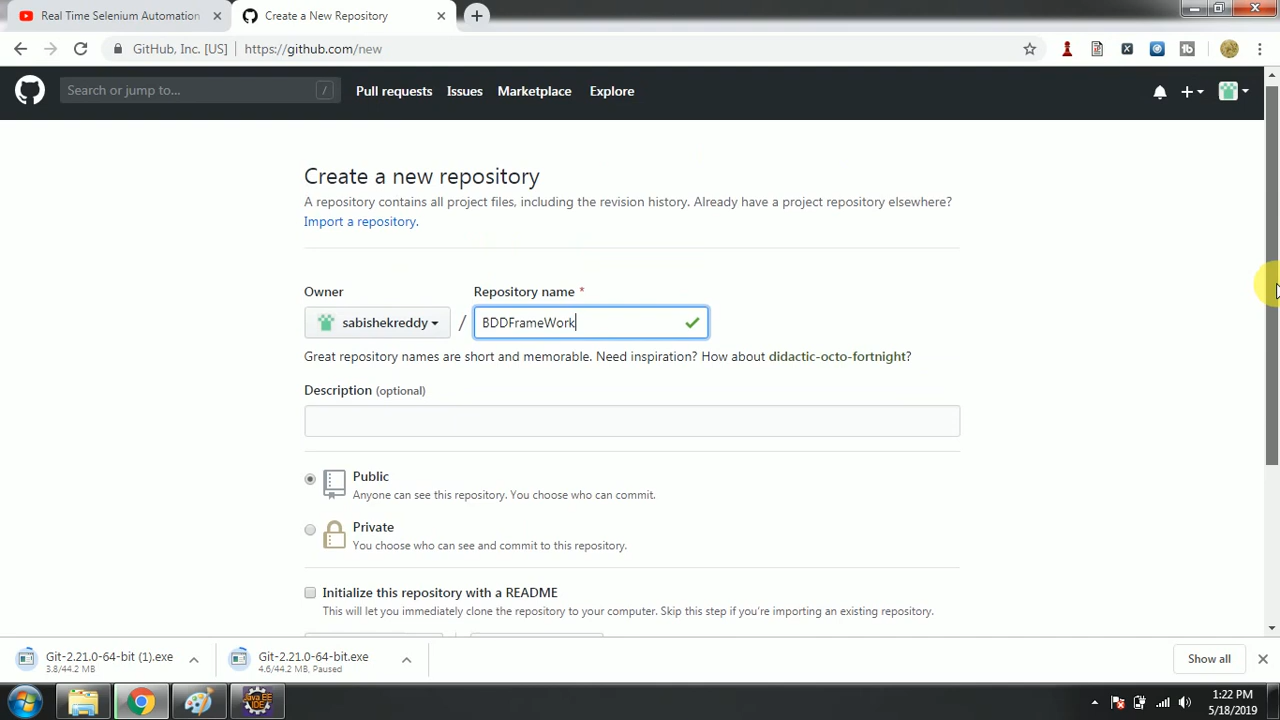 Real Time Selenium Automation
Create a New Repository
GitHub, Inc. [US] | https://github.com/new
Search or jump to... /
Pull requests Issues Marketplace Explore
Create a new repository
A repository contains all project files, including the revision history. Already have a project repository elsewhere?
Import a repository.
Owner Repository name *
sabishekreddy / BDDFrameWork
Great repository names are short and memorable. Need inspiration? How about didactic-octo-fortnight?
Description (optional)
Public
Anyone can see this repository. You choose who can commit.
Private
You choose who can see and commit to this repository.
Initialize this repository with a README
This will let you immediately clone the repository to your computer. Skip this step if you're importing an existing repository.
Git-2.21.0-64-bit (1).exe
3.8/44.2 MB
Git-2.21.0-64-bit.exe
4.6/44.2 MB, Paused
Show all
Java EE
IDE
1:22 PM
5/18/2019